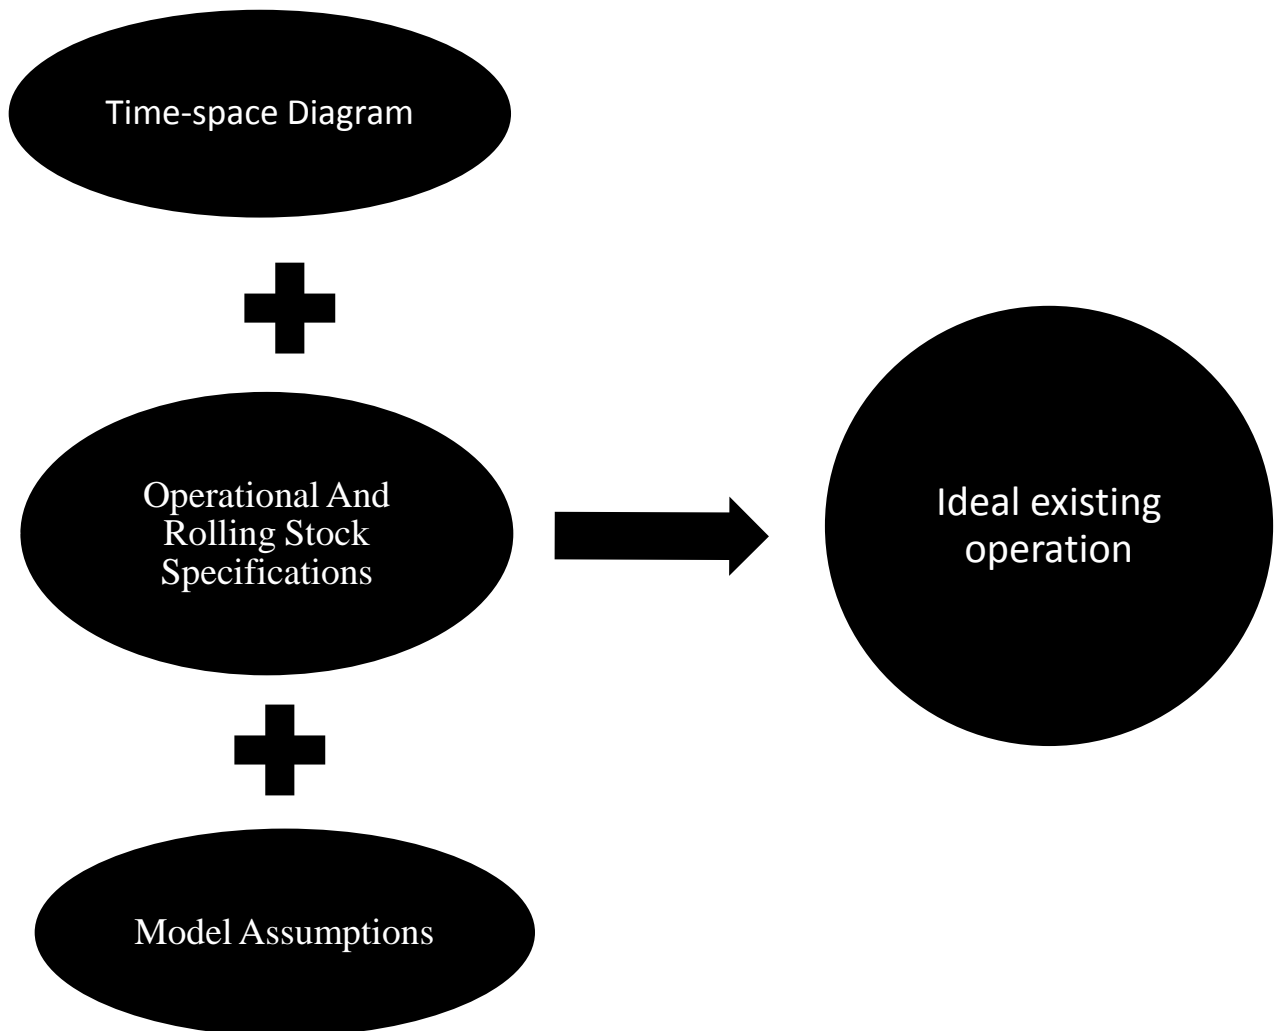 Time-space Diagram
Operational And
Rolling Stock
Specifications
Ideal existing
operation
Model Assumptions